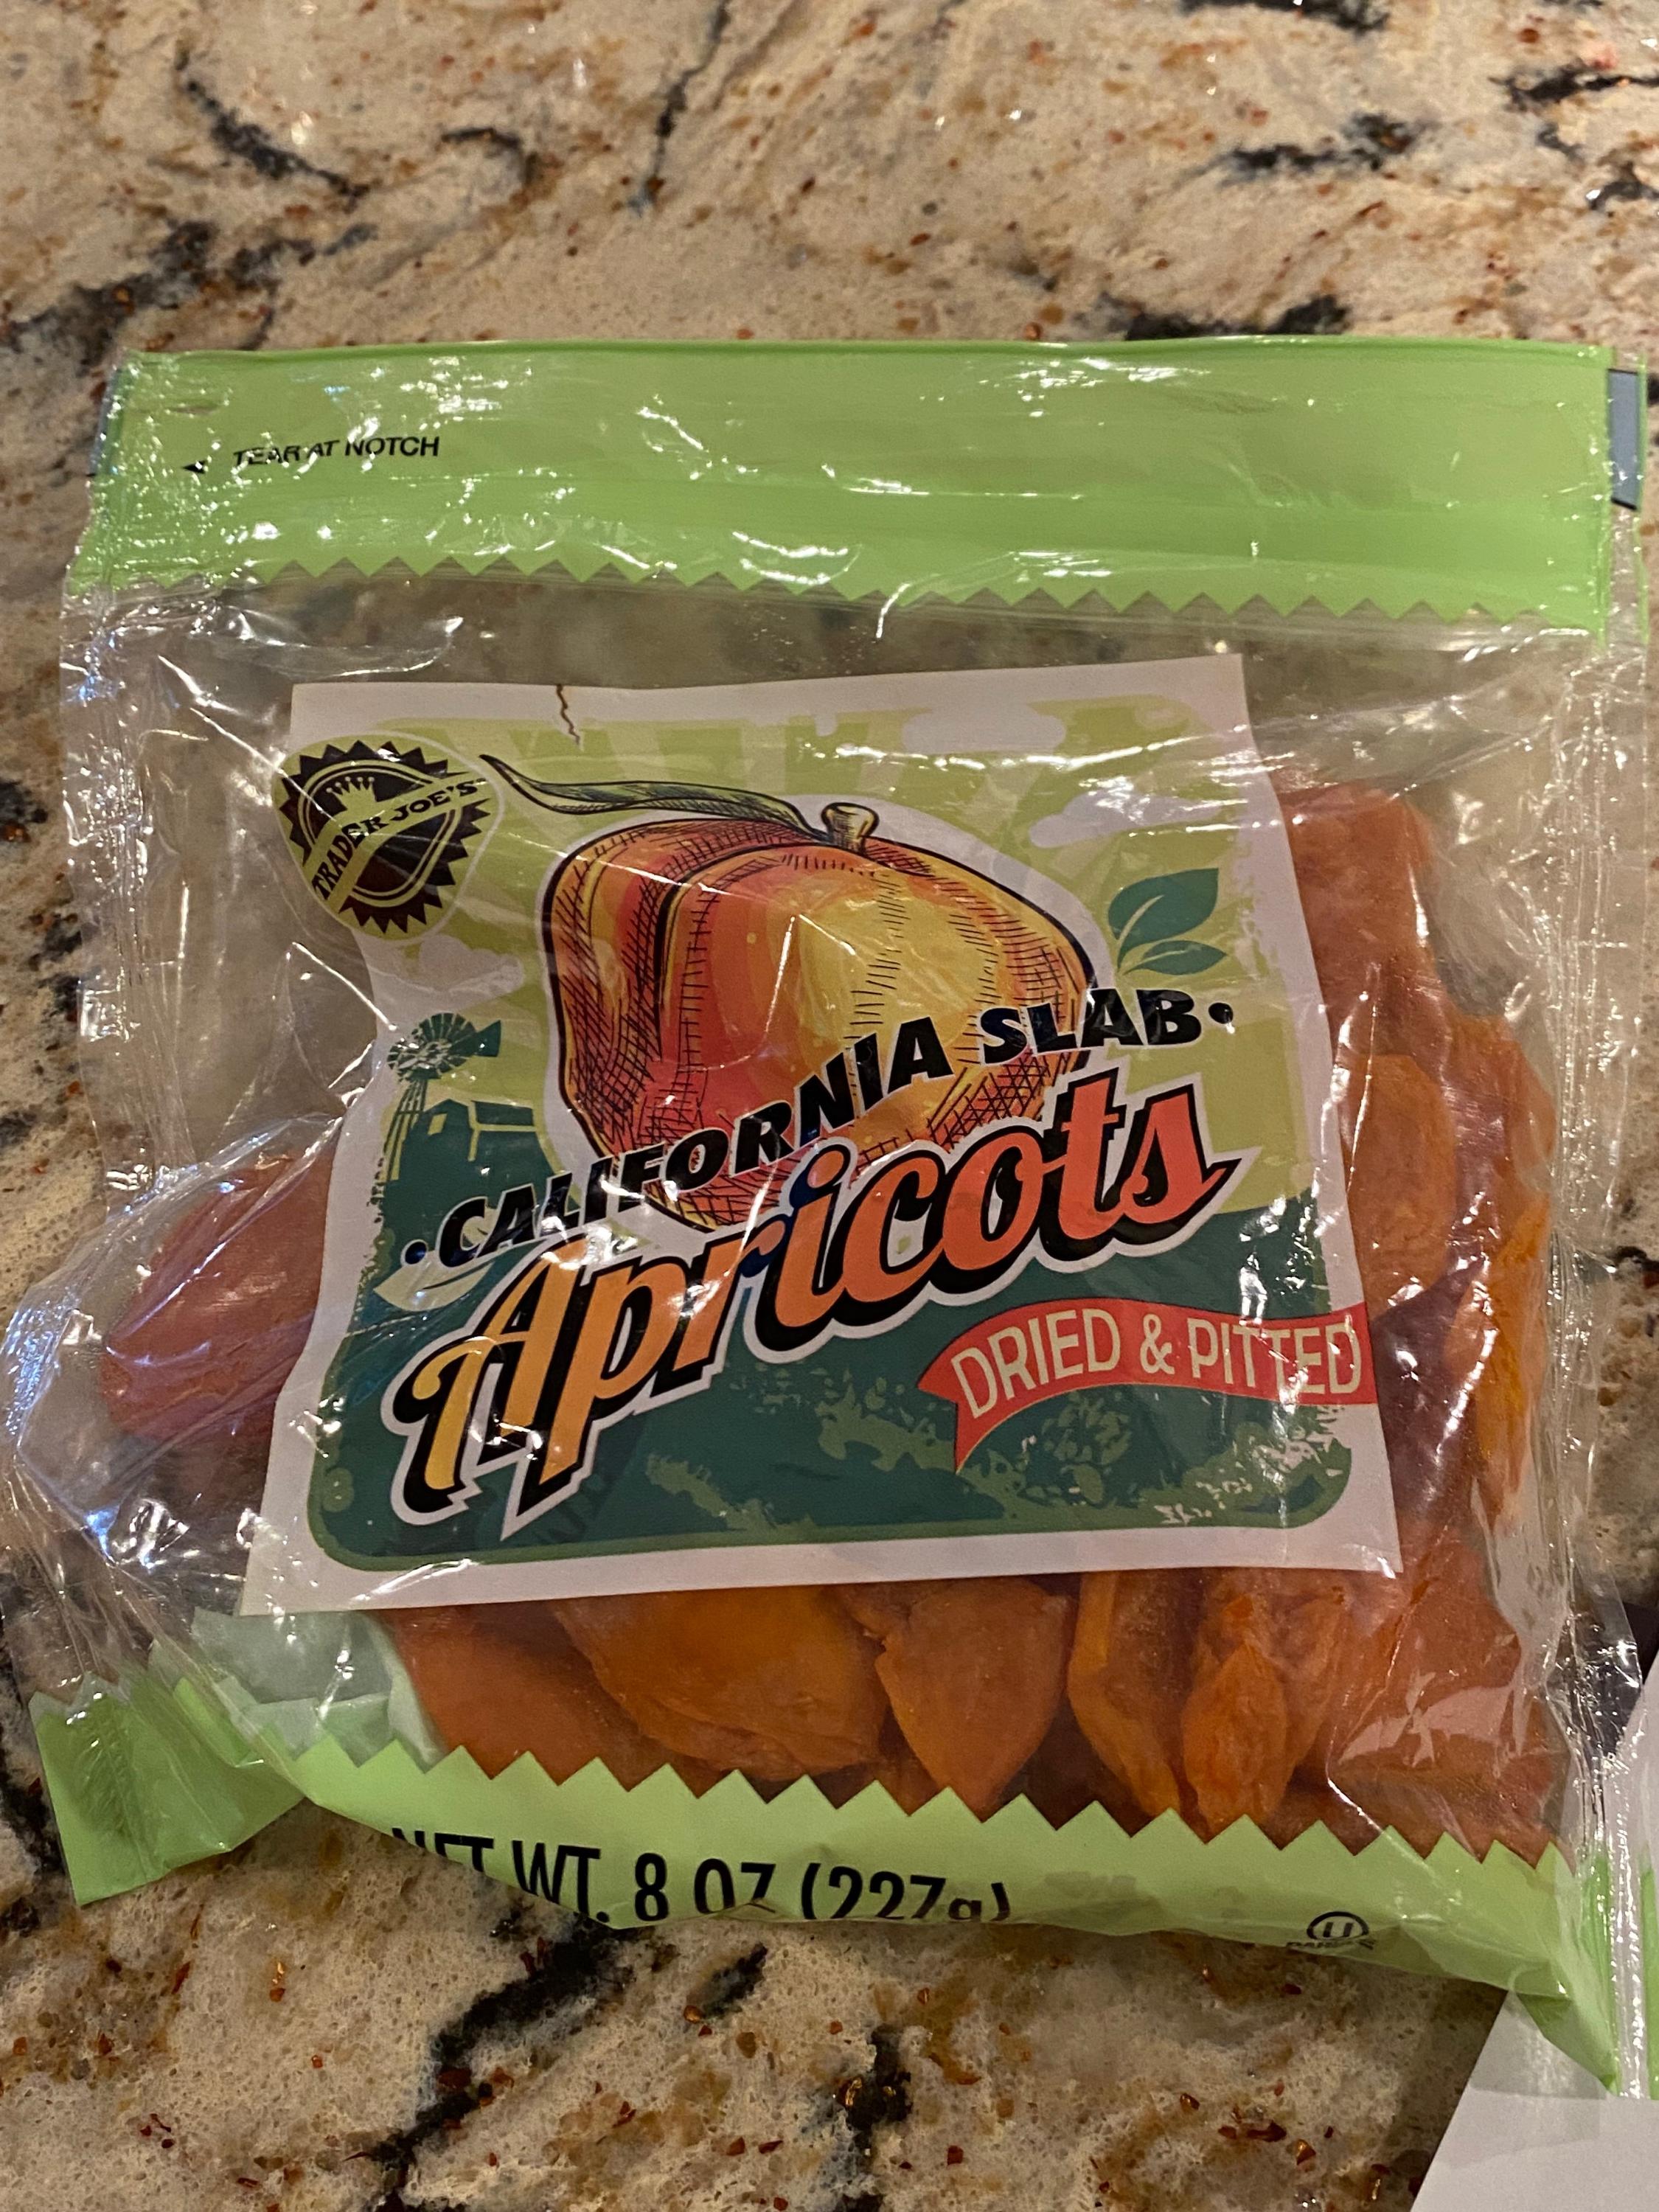 TEAR AT NOTCH
TRADER JOE'S
• CALIFORNIA SLAB •
Apricots
DRIED & PITTED
NET WT. 8 OZ (227g)
U